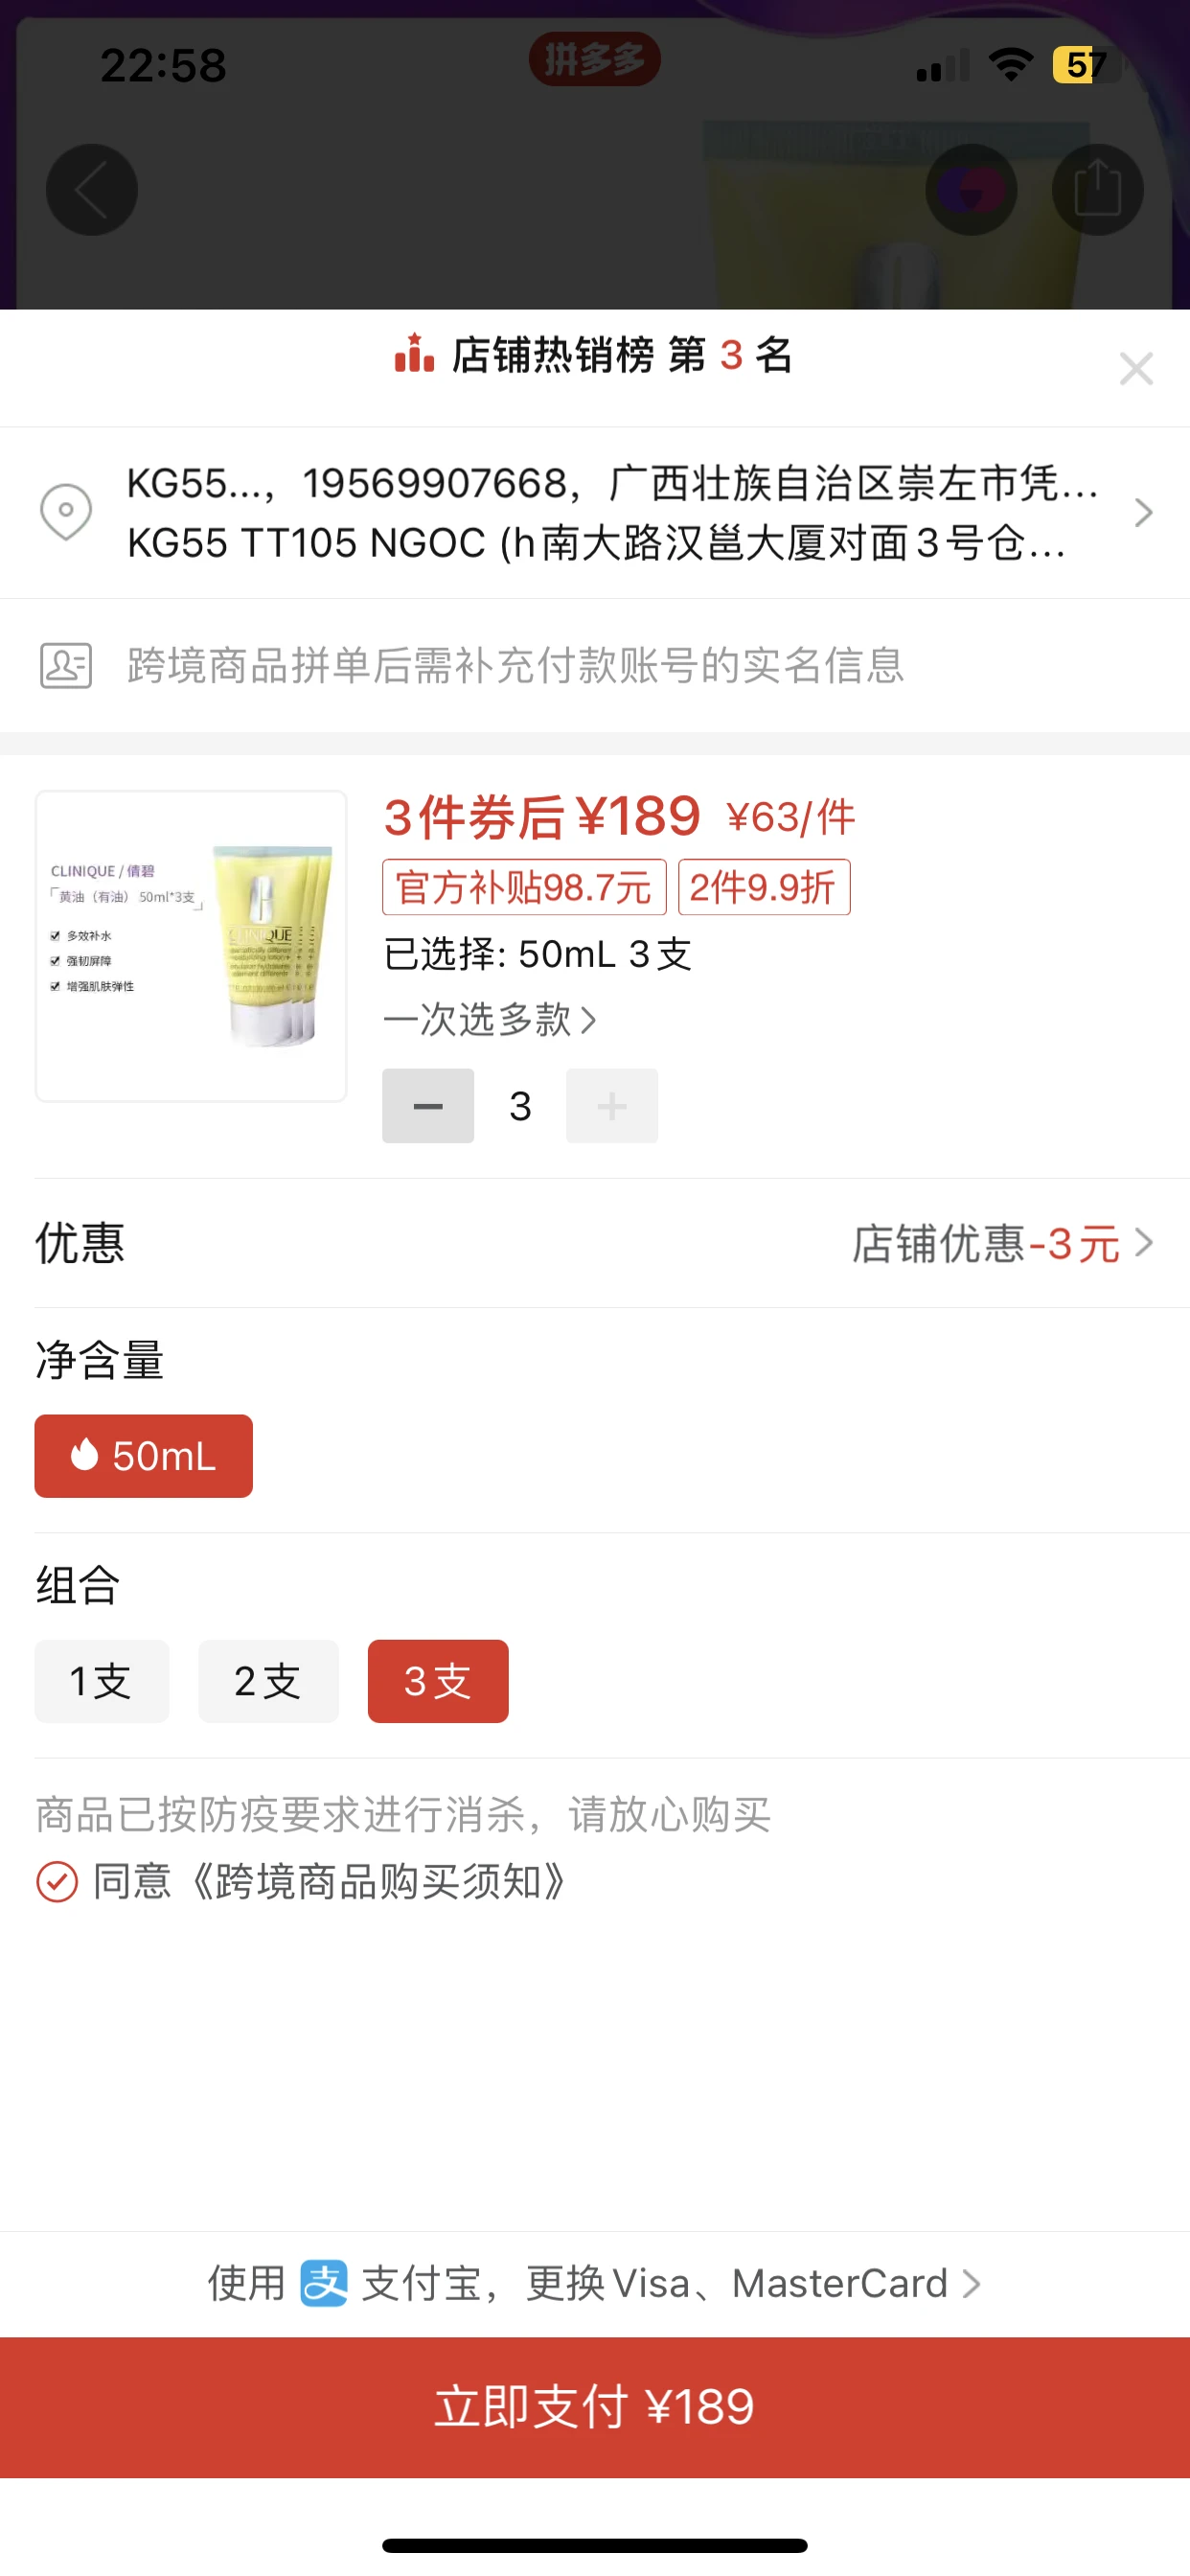 22:58
拼多多
57
店铺热销榜 第 3 名
KG55...，19569907668，广西壮族自治区崇左市凭...
KG55 TT105 NGOC (h南大路汉邕大厦对面3号仓...
跨境商品拼单后需补充付款账号的实名信息
3件券后 ¥189 ¥63/件
官方补贴98.7元 2件9.9折
已选择: 50mL 3支
一次选多款
CLINIQUE / 倩碧
「黄油（有油） 50ml*3支」
多效补水
强韧屏障
增强肌肤弹性
CLINIQUE
3
优惠
店铺优惠-3元
净含量
50mL
组合
1支 2支 3支
商品已按防疫要求进行消杀，请放心购买
同意《跨境商品购买须知》
使用 支 支付宝，更换Visa、MasterCard
立即支付 ¥189